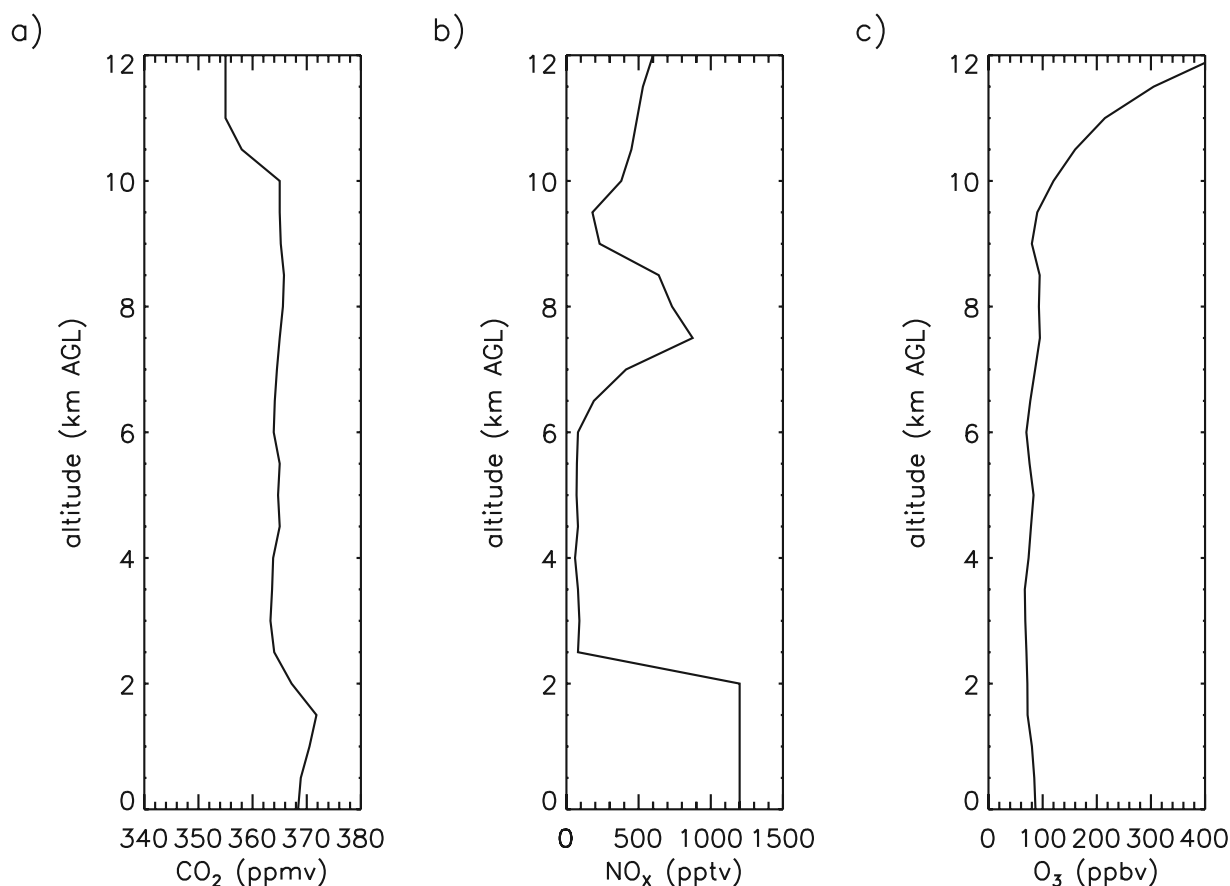 a)
12
10
8
6
4
2
0
altitude (km AGL)
340 350 360 370 380
CO₂ (ppmv)
b)
12
10
8
6
4
2
0
altitude (km AGL)
0 500 1000 1500
NOₓ (pptv)
c)
12
10
8
6
4
2
0
altitude (km AGL)
0 100 200 300 400
O₃ (ppbv)